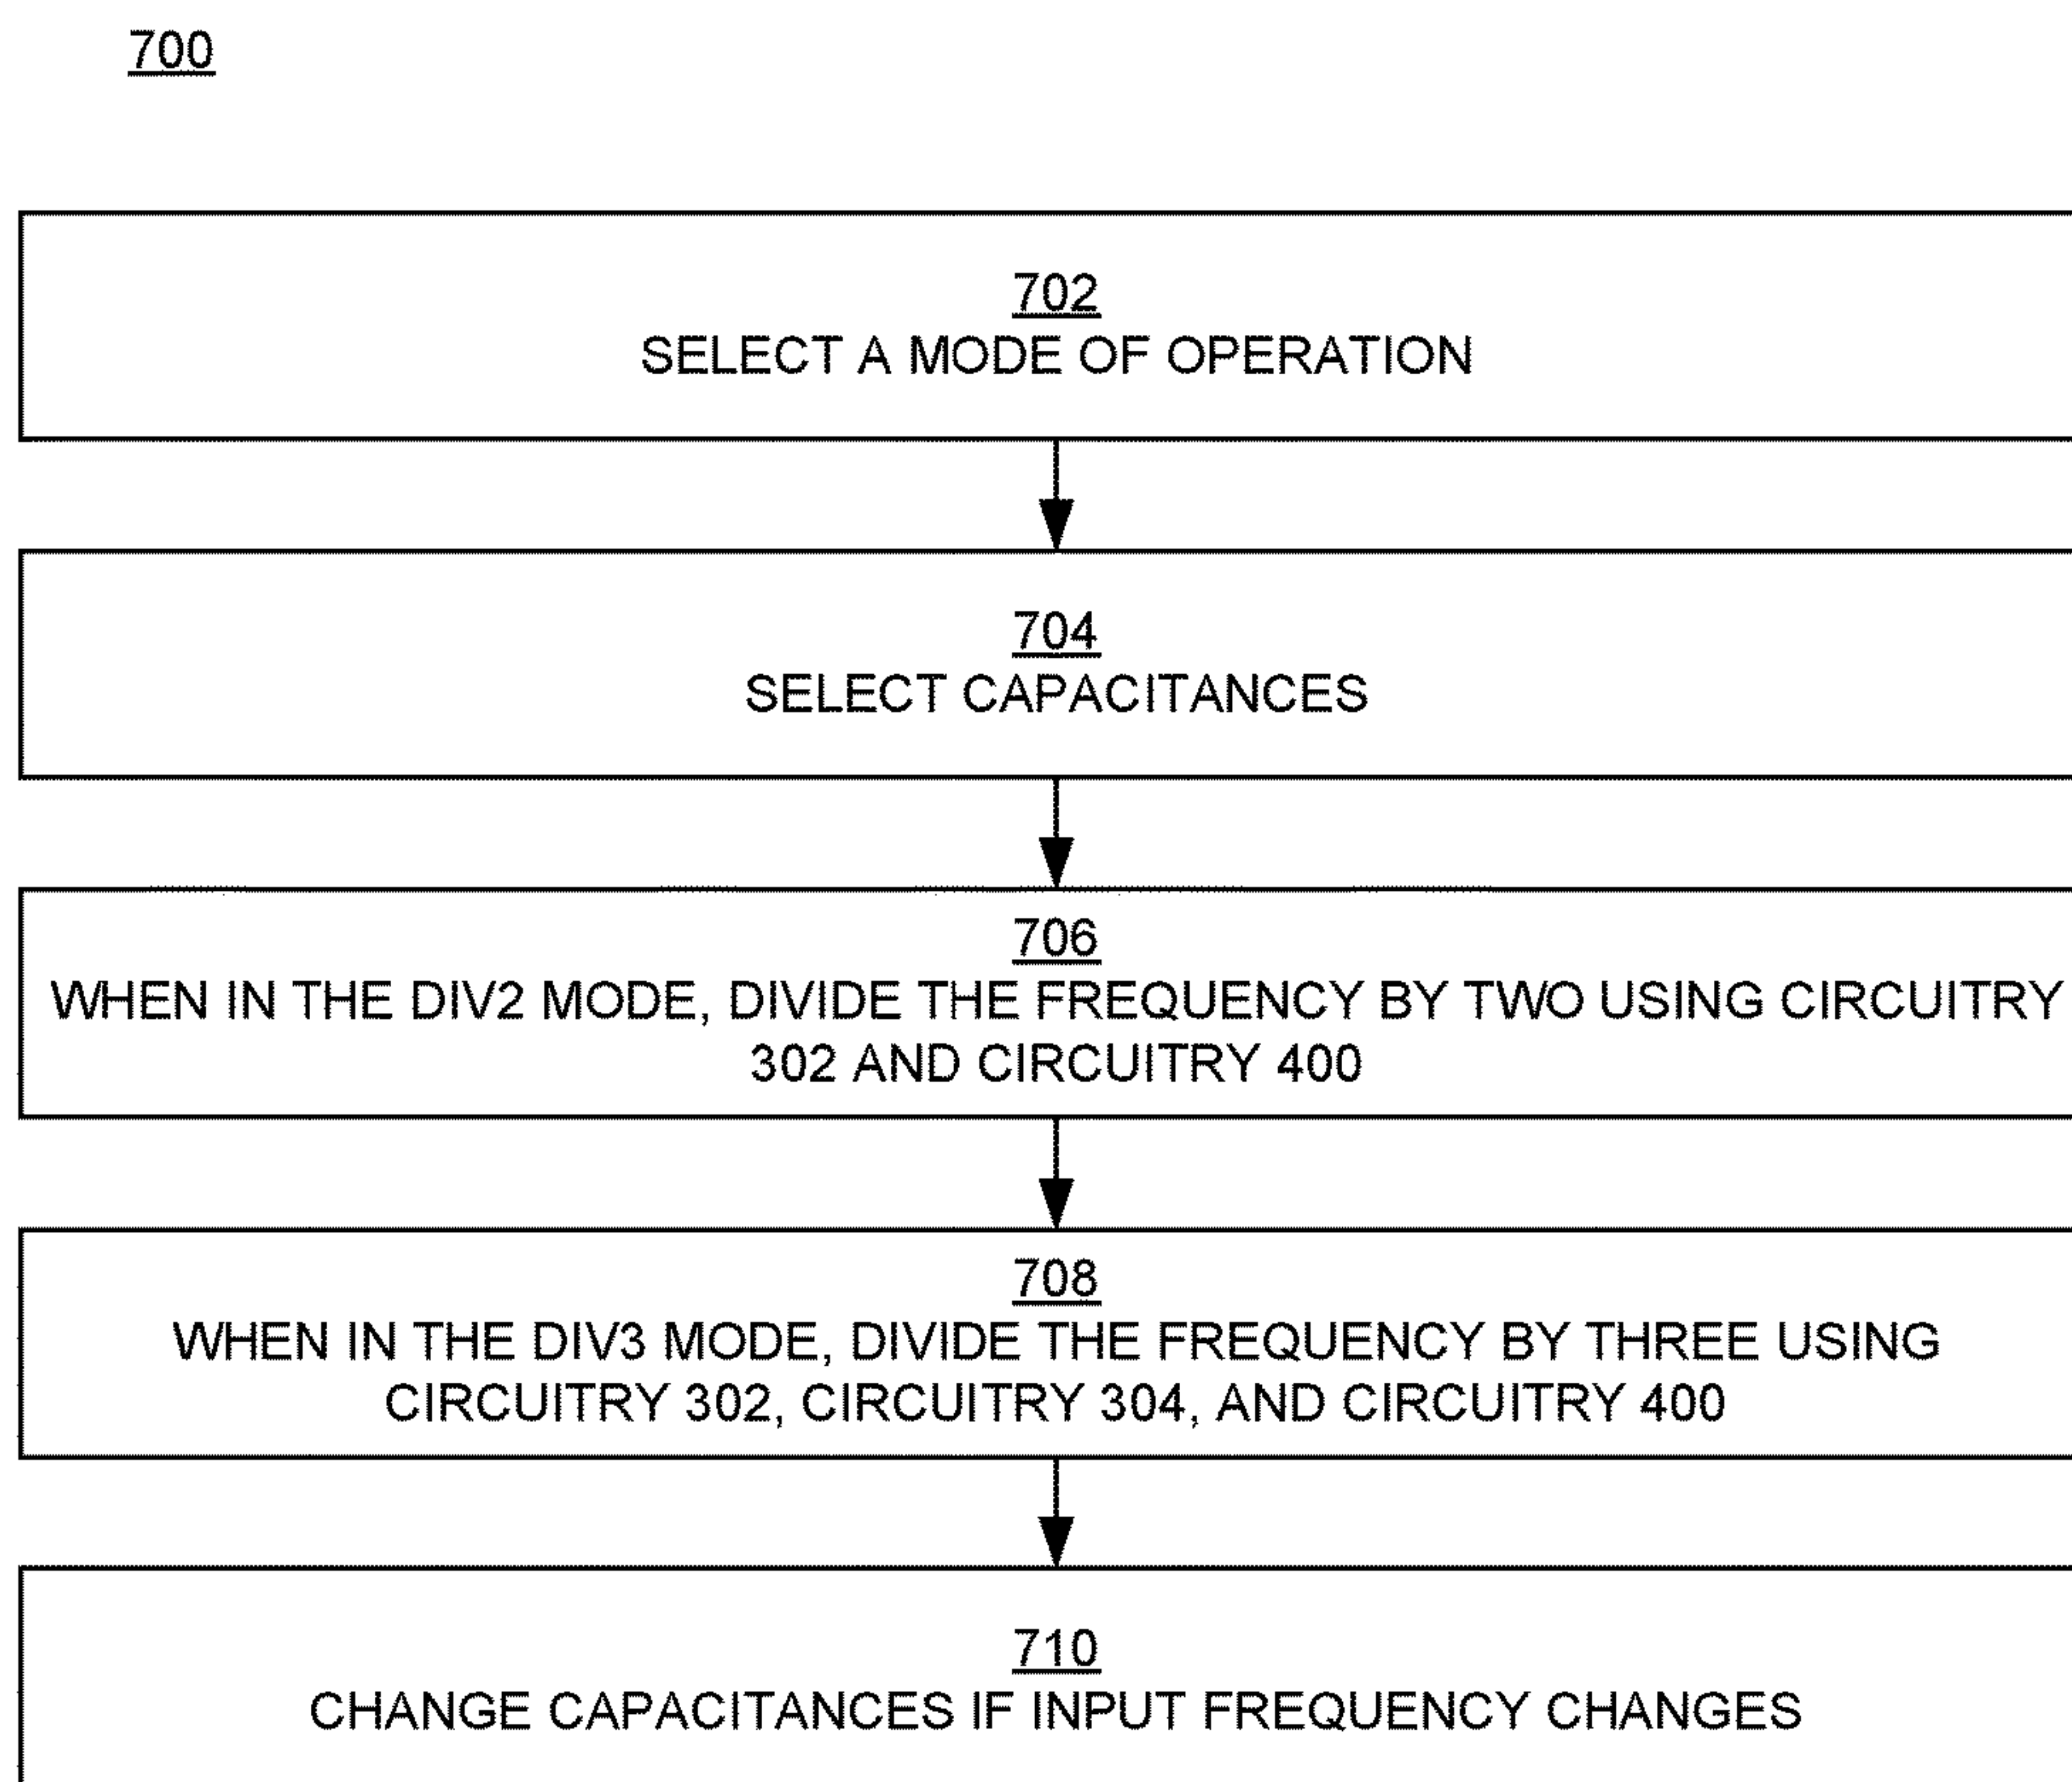 700
702
SELECT A MODE OF OPERATION
704
SELECT CAPACITANCES
706
WHEN IN THE DIV2 MODE, DIVIDE THE FREQUENCY BY TWO USING CIRCUITRY
302 AND CIRCUITRY 400
708
WHEN IN THE DIV3 MODE, DIVIDE THE FREQUENCY BY THREE USING
CIRCUITRY 302, CIRCUITRY 304, AND CIRCUITRY 400
710
CHANGE CAPACITANCES IF INPUT FREQUENCY CHANGES